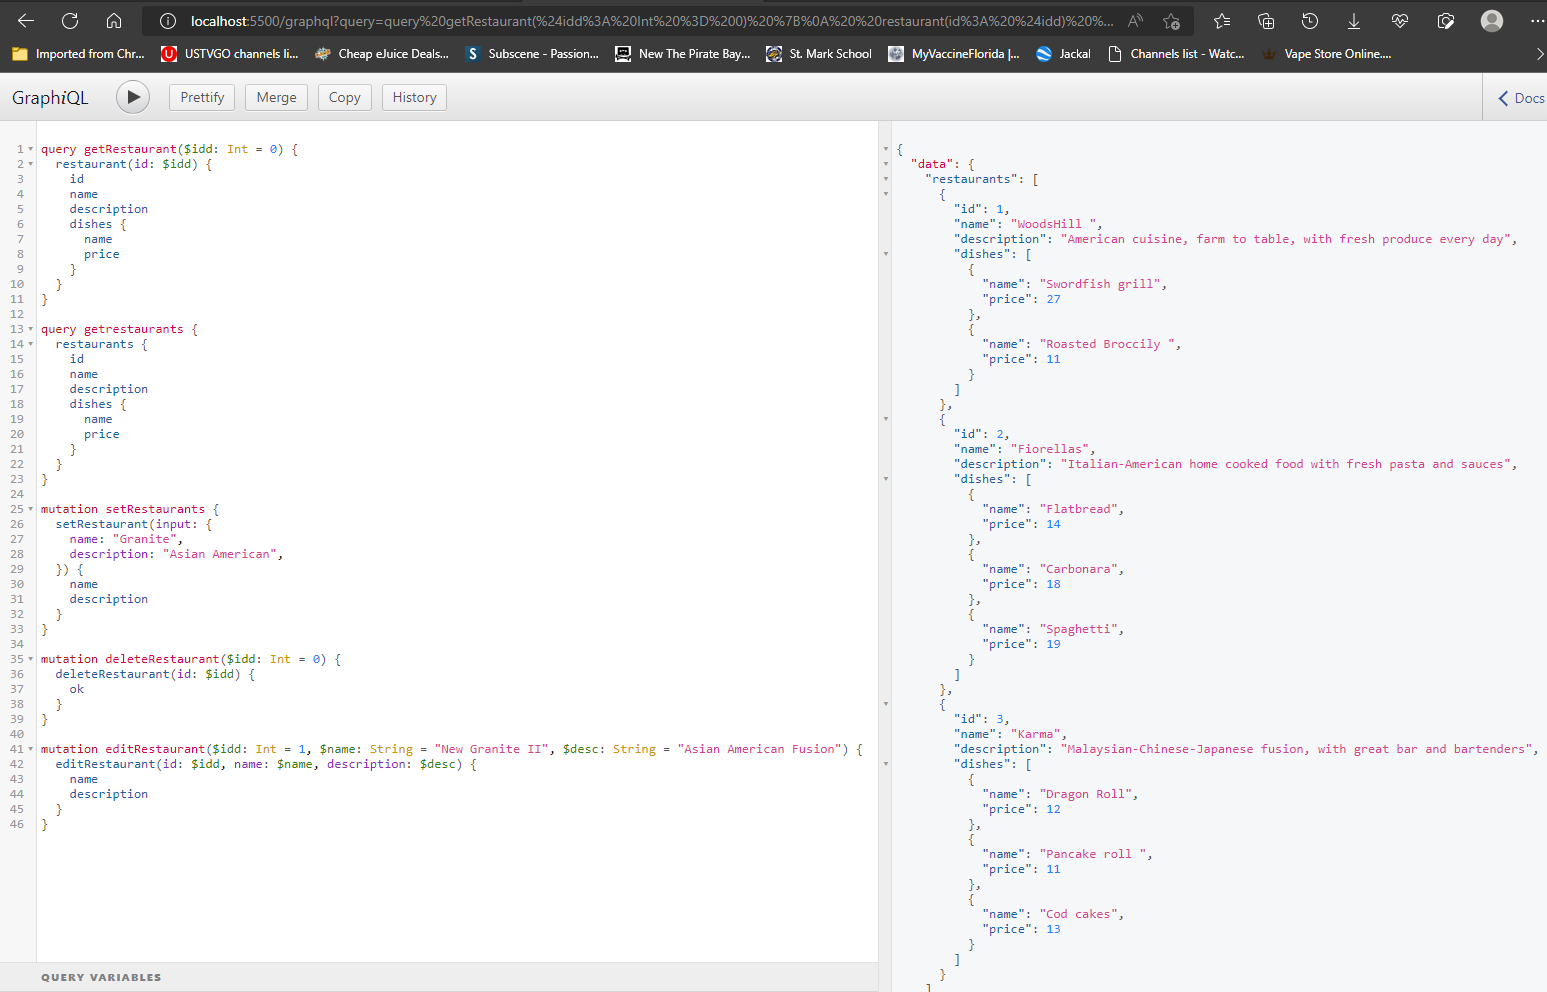 localhost:5500/graphql?query=query%20getRestaurant(%24idd%3A%20Int%20%3D%200)%20%7B%0A%20%20restaurant(id%3A%20%24idd)%20%...
Imported from Chr... USTVGO channels li... Cheap eJuice Deals... Subscene - Passion... New The Pirate Bay... St. Mark School MyVaccineFlorida |... Jackal Channels list - Watc... Vape Store Online....
GraphiQL Prettify Merge Copy History Docs
1 query getRestaurant($idd: Int = 0) {
2 restaurant(id: $idd) {
3 id
4 name
5 description
6 dishes {
7 name
8 price
9 }
10 }
11 }
12
13 query getrestaurants {
14 restaurants {
15 id
16 name
17 description
18 dishes {
19 name
20 price
21 }
22 }
23 }
24
25 mutation setRestaurants {
26 setRestaurant(input: {
27 name: "Granite",
28 description: "Asian American",
29 }) {
30 name
31 description
32 }
33 }
34
35 mutation deleteRestaurant($idd: Int = 0) {
36 deleteRestaurant(id: $idd) {
37 ok
38 }
39 }
40
41 mutation editRestaurant($idd: Int = 1, $name: String = "New Granite II", $desc: String = "Asian American Fusion") {
42 editRestaurant(id: $idd, name: $name, description: $desc) {
43 name
44 description
45 }
46 }
QUERY VARIABLES
{
"data": {
"restaurants": [
{
"id": 1,
"name": "WoodsHill ",
"description": "American cuisine, farm to table, with fresh produce every day",
"dishes": [
{
"name": "Swordfish grill",
"price": 27
},
{
"name": "Roasted Broccily ",
"price": 11
}
]
},
{
"id": 2,
"name": "Fiorellas",
"description": "Italian-American home cooked food with fresh pasta and sauces",
"dishes": [
{
"name": "Flatbread",
"price": 14
},
{
"name": "Carbonara",
"price": 18
},
{
"name": "Spaghetti",
"price": 19
}
]
},
{
"id": 3,
"name": "Karma",
"description": "Malaysian-Chinese-Japanese fusion, with great bar and bartenders",
"dishes": [
{
"name": "Dragon Roll",
"price": 12
},
{
"name": "Pancake roll ",
"price": 11
},
{
"name": "Cod cakes",
"price": 13
}
]
}
]